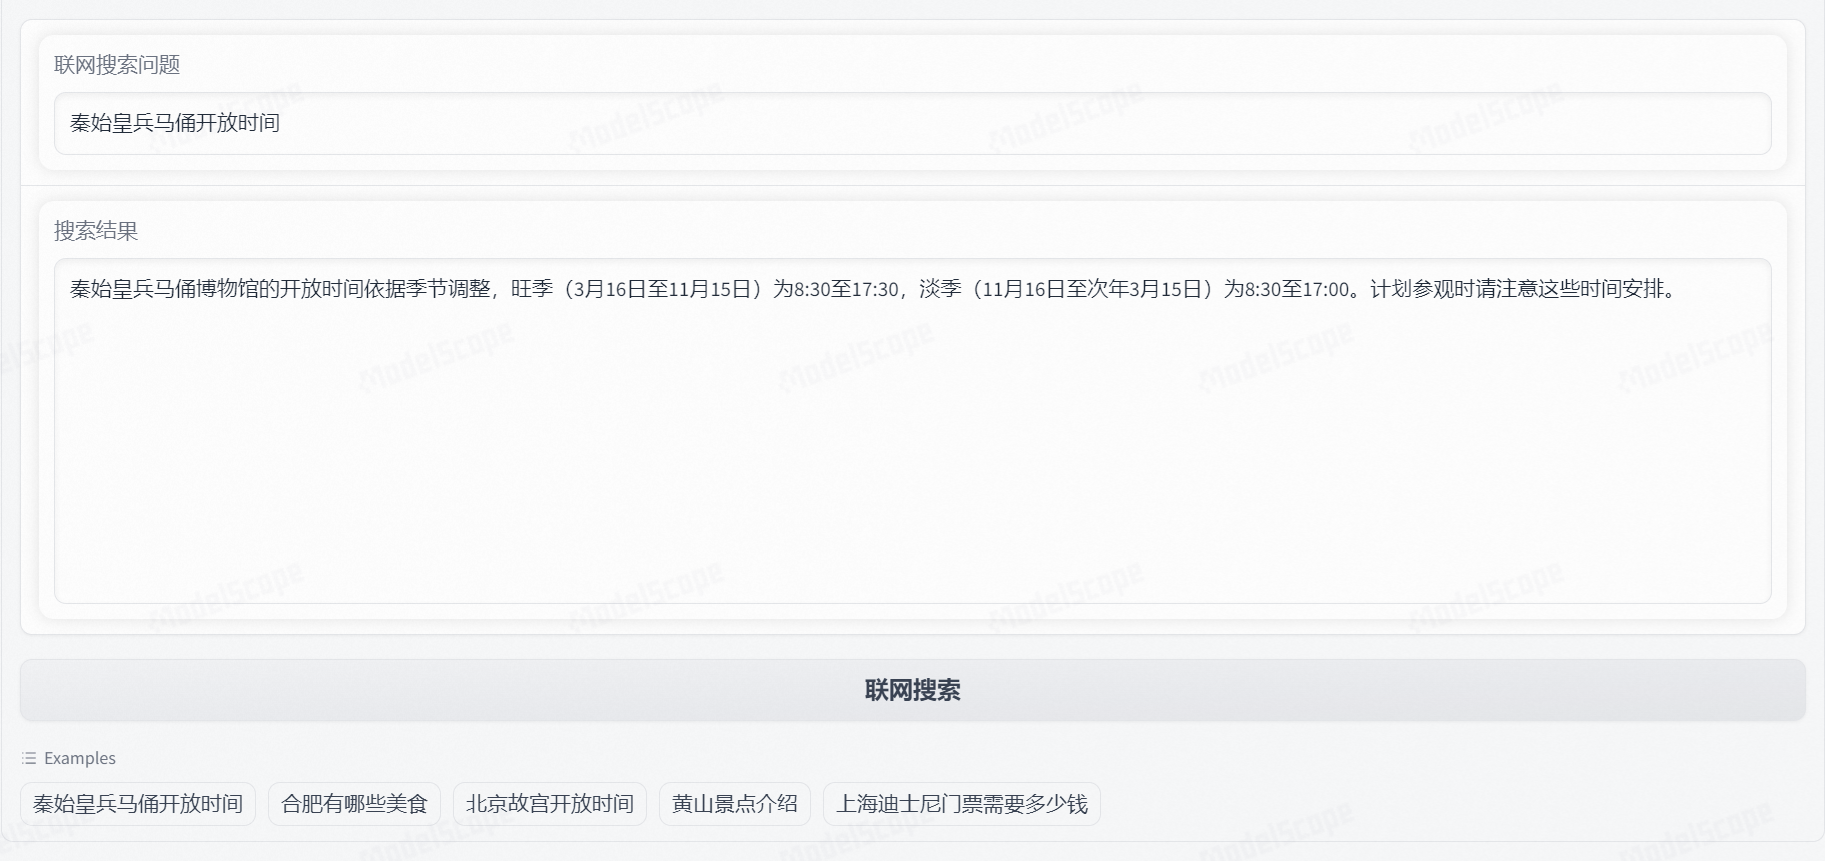 联网搜索问题
秦始皇兵马俑开放时间
搜索结果
秦始皇兵马俑博物馆的开放时间依据季节调整，旺季（3月16日至11月15日）为8:30至17:30，淡季（11月16日至次年3月15日）为8:30至17:00。计划参观时请注意这些时间安排。
联网搜索
Examples
秦始皇兵马俑开放时间 合肥有哪些美食 北京故宫开放时间 黄山景点介绍 上海迪士尼门票需要多少钱
ModelScope